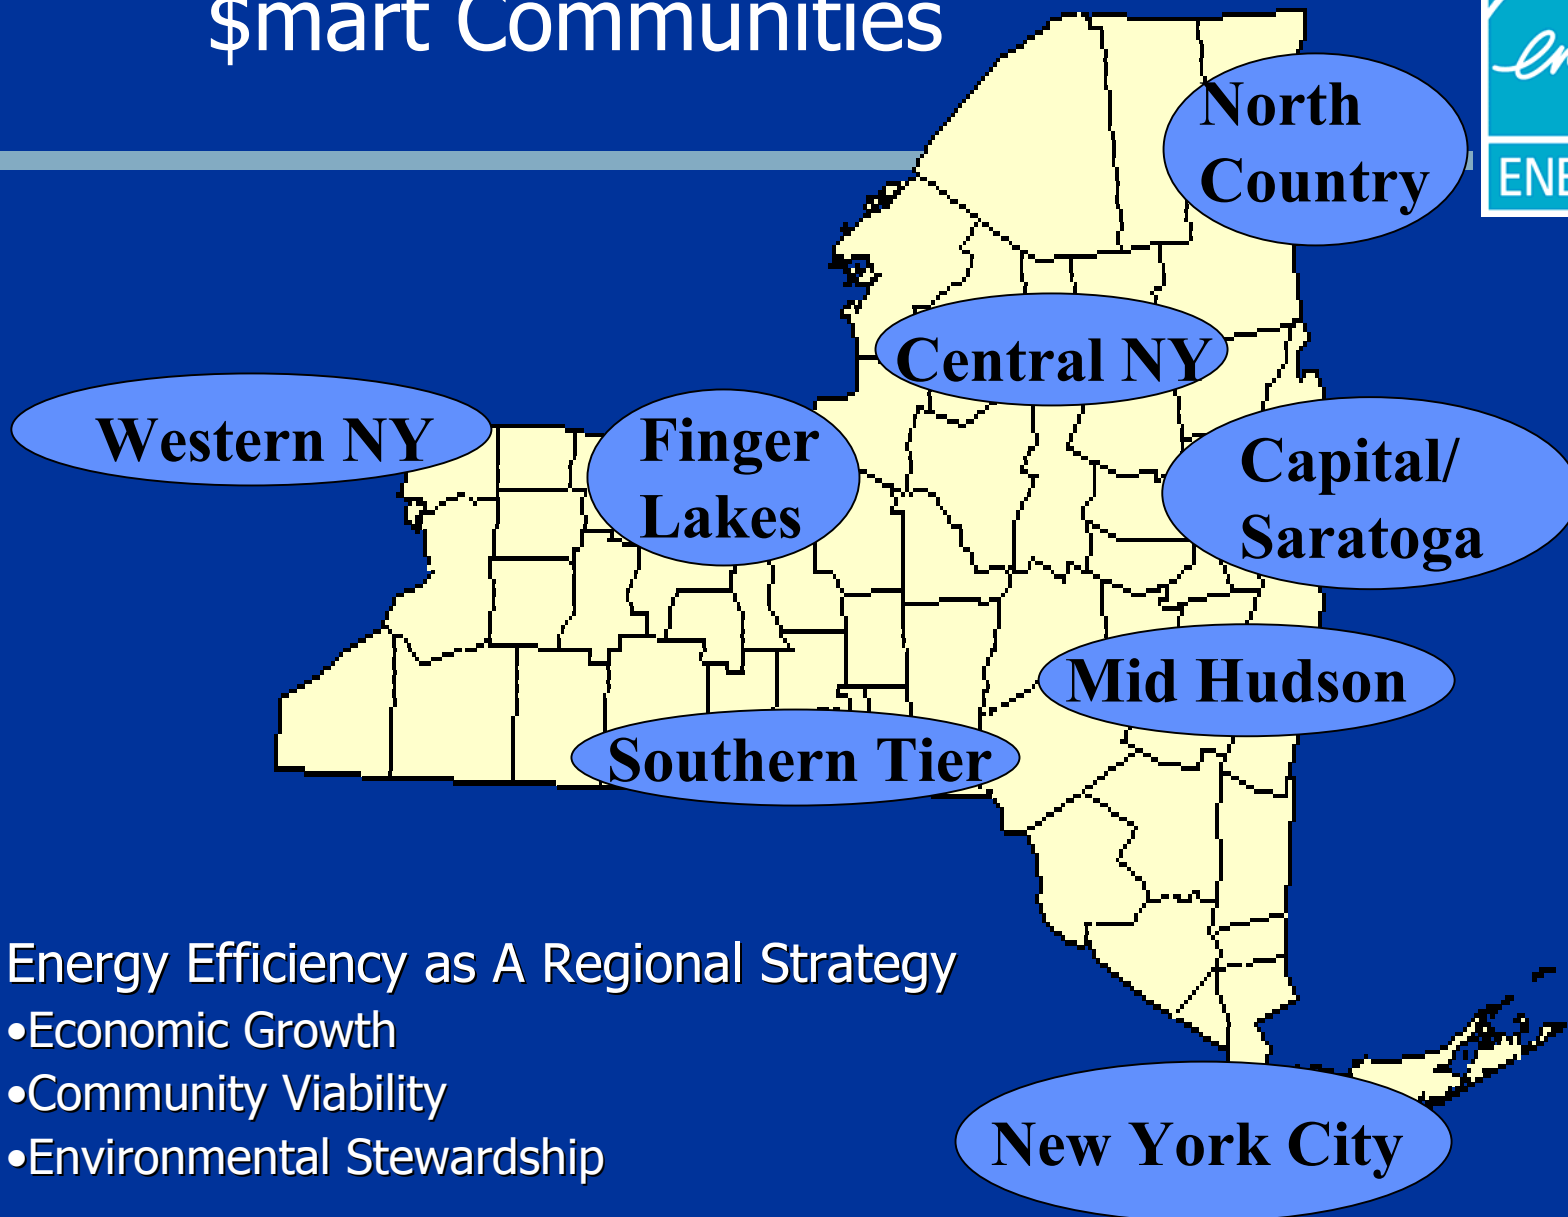 $mart Communities
North
Country
Central NY
Western NY
Finger
Lakes
Capital/
Saratoga
Mid Hudson
Southern Tier
Energy Efficiency as A Regional Strategy
•Economic Growth
•Community Viability
•Environmental Stewardship
New York City